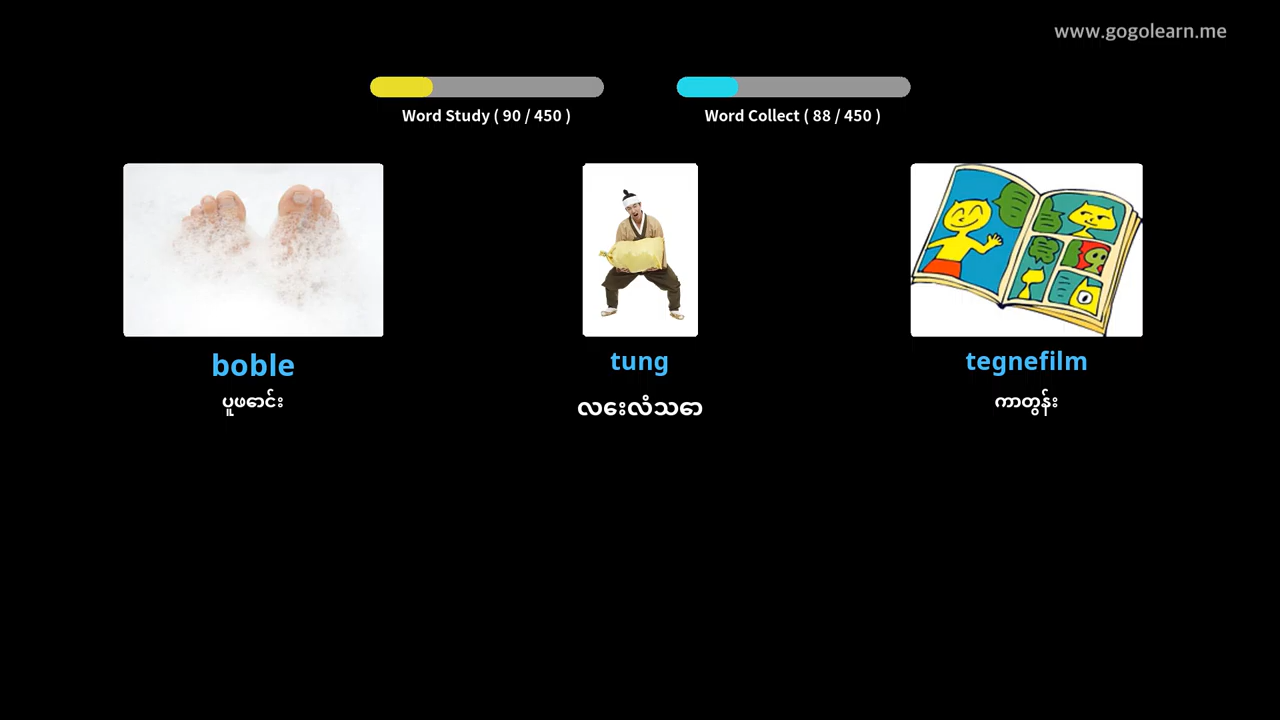 www.gogolearn.me
Word Study ( 90 / 450 )
Word Collect ( 88 / 450 )
boble
ပူဖောင်း
tung
လေးလံသော
tegnefilm
ကာတွန်း